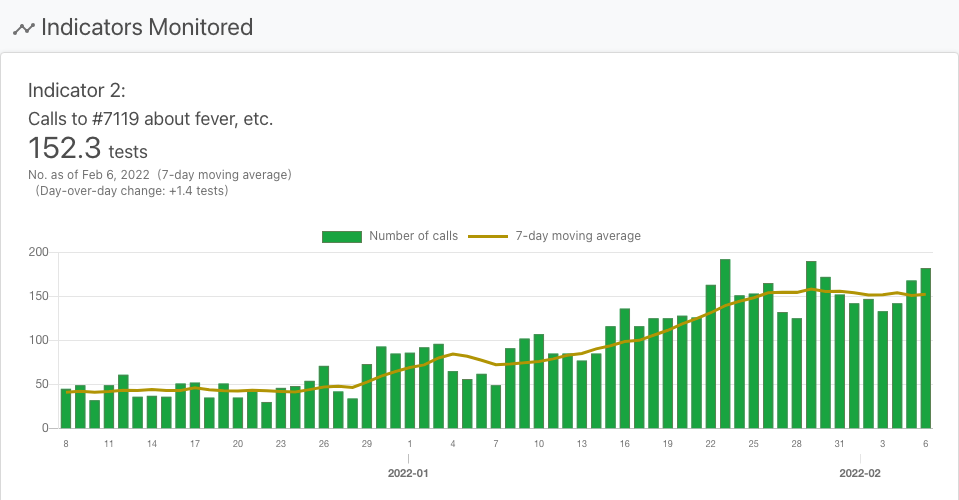 Indicators Monitored
Indicator 2:
Calls to #7119 about fever, etc.
152.3 tests
No. as of Feb 6, 2022 (7-day moving average)
(Day-over-day change: +1.4 tests)
Number of calls 7-day moving average
200
150
100
50
0
8 11 14 17 20 23 26 29 1 4 7 10 13 16 19 22 25 28 31 3 6
2022-01 2022-02